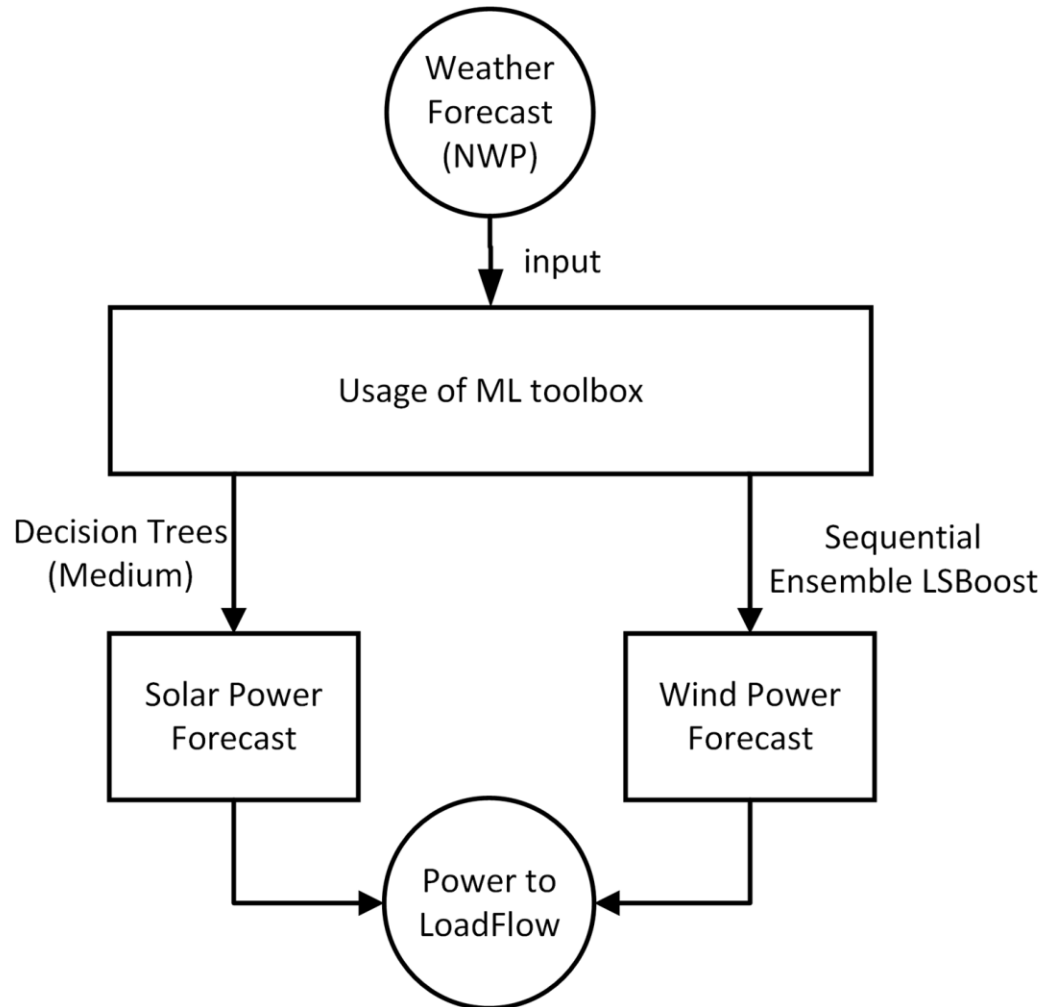 Weather
Forecast
(NWP)
input
Usage of ML toolbox
Decision Trees
(Medium)
Sequential
Ensemble LSBoost
Solar Power
Forecast
Wind Power
Forecast
Power to
LoadFlow